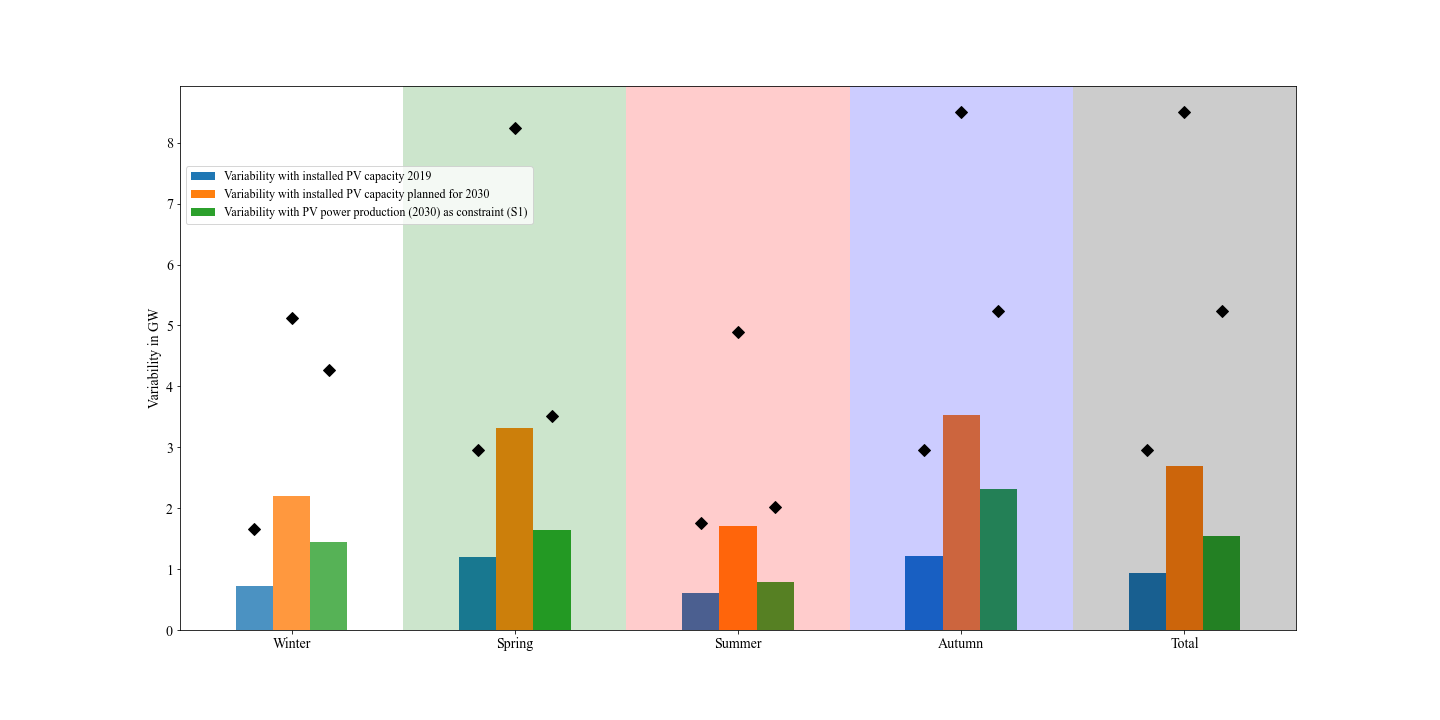 8
7
6
5
4
3
2
1
0
Variability in GW
Variability with installed PV capacity 2019
Variability with installed PV capacity planned for 2030
Variability with PV power production (2030) as constraint (S1)
Winter
Spring
Summer
Autumn
Total